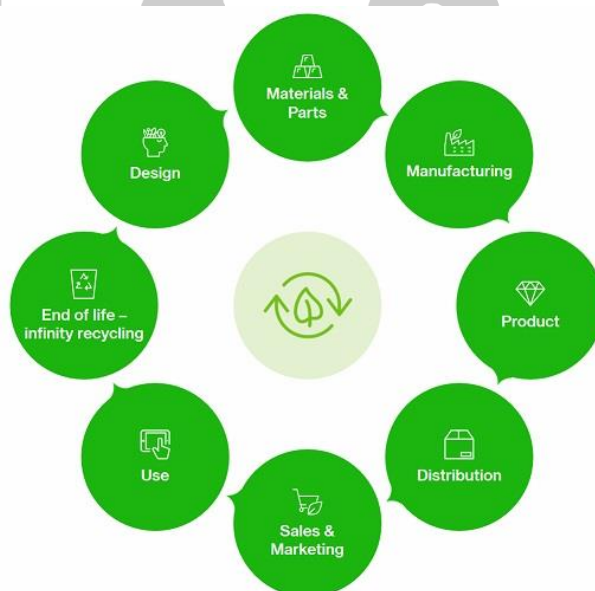 Materials &
Parts
Manufacturing
Product
Distribution
Sales &
Marketing
Use
End of life –
infinity recycling
Design